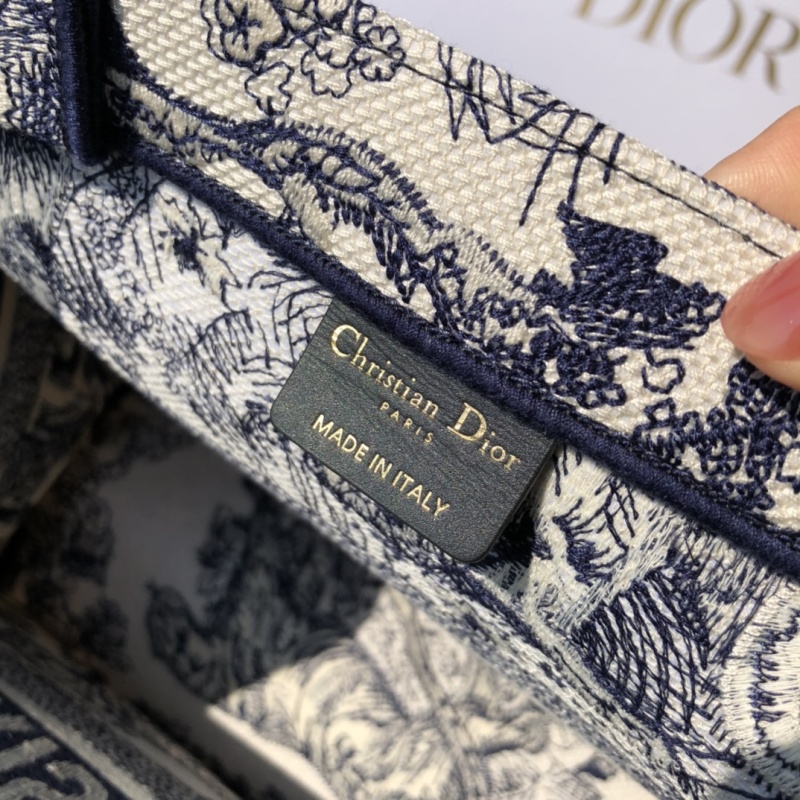 DIOR
Christian Dior
PARIS
MADE IN ITALY